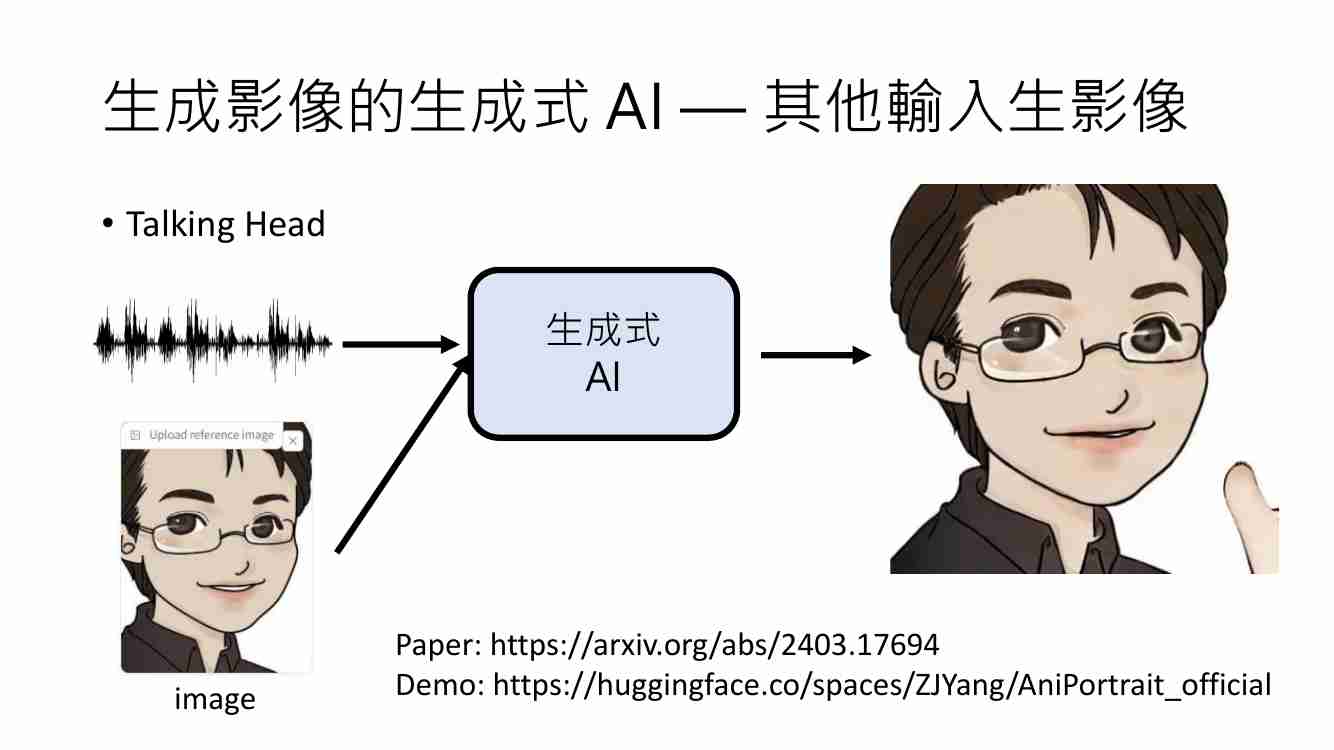 生成影像的生成式 AI — 其他輸入生影像
• Talking Head
生成式
AI
Upload reference image
image
Paper: https://arxiv.org/abs/2403.17694
Demo: https://huggingface.co/spaces/ZJYang/AniPortrait_official